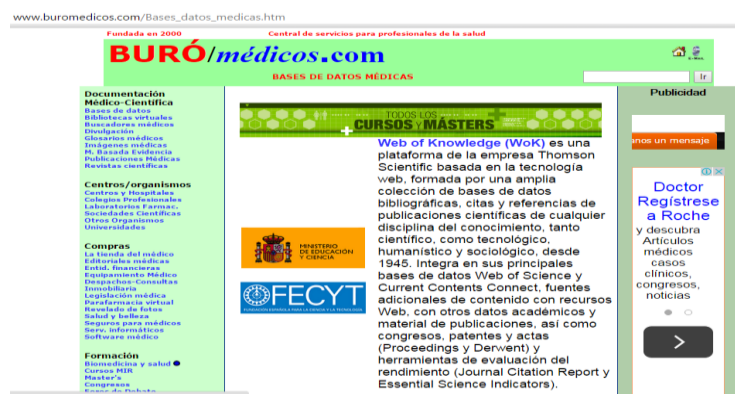 www.buromedicos.com/Bases_datos_medicas.htm
Fundada en 2000
Central de servicios para profesionales de la salud
BURÓ/médicos.com
BASES DE DATOS MÉDICAS
Ir
Documentación
Médico-Científica
Bases de datos
Bibliotecas virtuales
Buscadores médicos
Divulgación
Glosarios médicos
Imágenes médicas
M. Basada Evidencia
Publicaciones Médicas
Revistas científicas
Centros/organismos
Centros y Hospitales
Colegios Profesionales
Laboratorios Farmac.
Sociedades Científicas
Otros Organismos
Universidades
Compras
La tienda del médico
Editoriales médicas
Entid. financieras
Equipamiento Médico
Despachos-Consultas
Inmobiliaria
Legislación médica
Parafarmacia virtual
Revelado de fotos
Salud y belleza
Seguros para médicos
Serv. informáticos
Software médico
Formación
Biomedicina y salud
Cursos MIR
Master's
Congresos
TODOS LOS
CURSOS Y MÁSTERS
MINISTERIO
DE EDUCACIÓN
Y CIENCIA
FECYT
FUNDACIÓN ESPAÑOLA PARA LA CIENCIA Y LA TECNOLOGÍA
Web of Knowledge (WoK) es una
plataforma de la empresa Thomson
Scientific basada en la tecnología
web, formada por una amplia
colección de bases de datos
bibliográficas, citas y referencias de
publicaciones científicas de cualquier
disciplina del conocimiento, tanto
científico, como tecnológico,
humanístico y sociológico, desde
1945. Integra en sus principales
bases de datos Web of Science y
Current Contents Connect, fuentes
adicionales de contenido con recursos
Web, con otros datos académicos y
material de publicaciones, así como
congresos, patentes y actas
(Proceedings y Derwent) y
herramientas de evaluación del
rendimiento (Journal Citation Report y
Essential Science Indicators).
Publicidad
anos un mensaje
Doctor
Regístrese
a Roche
y descubra
Artículos
médicos
casos
clínicos,
congresos,
noticias